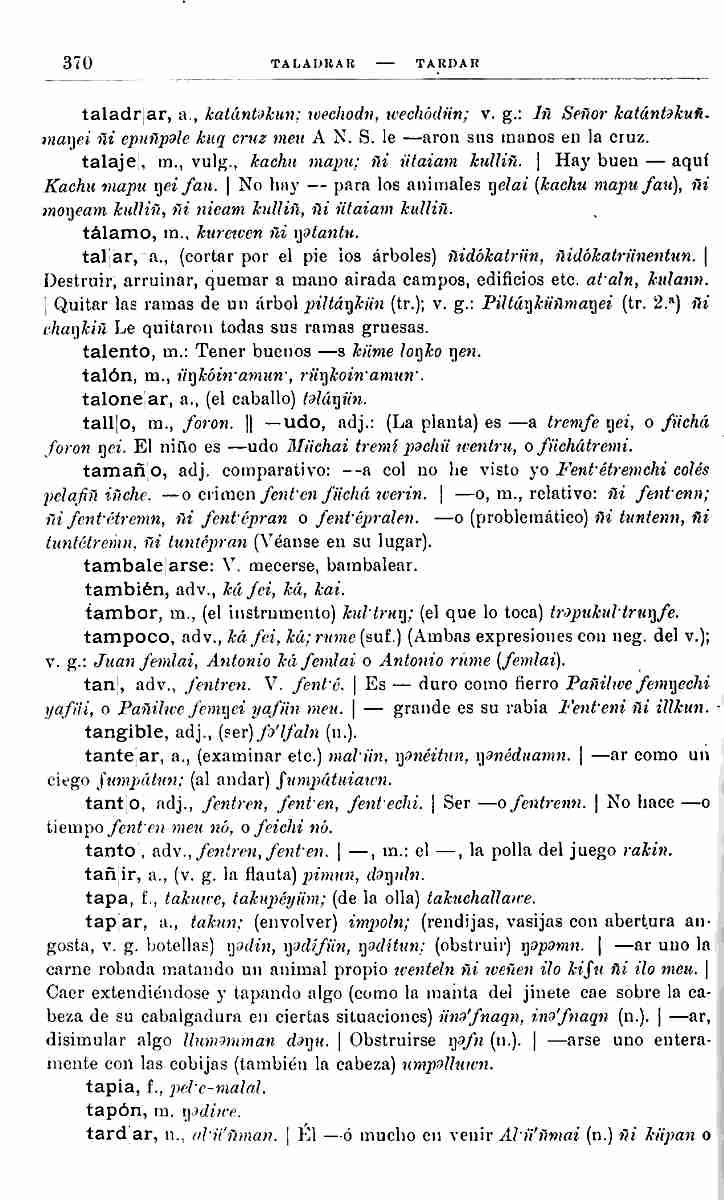 370 TALADRAR — TARDAR
taladr|ar, a., katántəkun; wechodn, wechódün; v. g.: Iñ Señor katántəkuñ-
maŋei ñi epuñpəle kuq cruz meu A N. S. le —aron sus manos en la cruz.
talaje|, m., vulg., kachu mapu; ñi ütaiam kulliñ. | Hay buen — aquí
Kachu mapu ŋei fau. | No hay — para los animales ŋelai (kachu mapu fau), ñi
moŋeam kulliñ, ñi nieam kulliñ, ñi ütaiam kulliñ.
tálamo, m., kurewen ñi ŋətantu.
tal|ar, a., (cortar por el pie los árboles) ñidókatrün, ñidókatrünentun. |
Destruir, arruinar, quemar a mano airada campos, edificios etc. at·aln, kulann.
| Quitar las ramas de un árbol piltáŋkün (tr.); v. g.: Piltáŋküñmaŋei (tr. 2.ª) ñi
chaŋkiñ Le quitaron todas sus ramas gruesas.
talento, m.: Tener buenos —s küme loŋko ŋen.
talón, m., üŋkóin·amun·, rüŋkoin·amun·.
talone|ar, a., (el caballo) təláŋün.
tall|o, m., foron. || —udo, adj.: (La planta) es —a tremfe ŋei, o füchá
foron ŋei. El niño es —udo Müchai tremí pəchü wentru, o füchátremi.
tamañ|o, adj. comparativo: —a col no he visto yo Fent·étremchi colés
pelafiñ iñche. —o crimen fent·en füchá werin. | —o, m., relativo: ñi fent·enn;
ñi fent·étremn, ñi fent·épran o fent·épralen. —o (problemático) ñi tuntenn, ñi
tuntétremn, ñi tuntépran (Véanse en su lugar).
tambale|arse: V. mecerse, bambalear.
también, adv., ká fei, ká, kai.
tambor, m., (el instrumento) kul·truŋ; (el que lo toca) trəpukul·truŋfe.
tampoco, adv., ká fei, ká; rume (suf.) (Ambas expresiones con neg. del v.);
v. g.: Juan femlai, Antonio ká femlai o Antonio rume (femlai).
tan|, adv., fentren. V. fent·é. | Es — duro como fierro Pañilwe femŋechi
yafüi, o Pañilwe femŋei yafün meu. | — grande es su rabia Fent·eni ñi illkun.
tangible, adj., (ser) fə'lfaln (n.).
tante|ar, a., (examinar etc.) mal·ün, ŋənéitun, ŋənéduamn. | —ar como un
ciego fumpátun; (al andar) fumpátuiawn.
tant|o, adj., fentren, fent·en, fent·echi. | Ser —o fentrenn. | No hace —o
tiempo fent·en meu nó, o feichi nó.
tanto|, adv., fentren, fent·en. | —, m.: el —, la polla del juego rakin.
tañ|ir, a., (v. g. la flauta) pimun, dəŋuln.
tapa, f., takuwe, takupéyüm; (de la olla) takuchallawe.
tap|ar, a., takun; (envolver) impoln; (rendijas, vasijas con abertura an-
gosta, v. g. botellas) ŋədin, ŋədífün, ŋədítun; (obstruir) ŋəpəmn. | —ar uno la
carne robada matando un animal propio wenteln ñi weñen ilo kiſu ñi ilo meu. |
Caer extendiéndose y tapando algo (como la manta del jinete cae sobre la ca-
beza de su cabalgadura en ciertas situaciones) ünə'fnaqn, inə'fnaqn (n.). | —ar,
disimular algo llumə̣mman dəŋu. | Obstruirse ŋəfn (n.). | —arse uno entera-
mente con las cobijas (también la cabeza) umpəlluwn.
tapia, f., pel·e-malal.
tapón, m. ŋədiwe.
tard|ar, n., al·ü'ñman. | Él —ó mucho en venir Al·ü'ñmai (n.) ñi küpan o